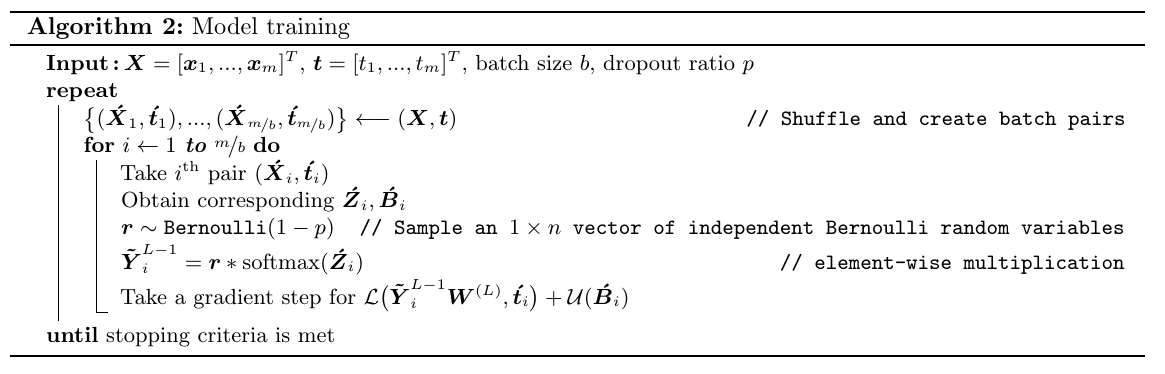 Algorithm 2: Model training
Input: X = [x₁, ..., xₘ]ᵀ, t = [t₁, ..., tₘ]ᵀ, batch size b, dropout ratio p
repeat
{(X́₁, t́₁), ..., (X́_{m/b}, t́_{m/b})} ⟵ (X, t) // Shuffle and create batch pairs
for i ← 1 to m/b do
Take iᵗʰ pair (X́ᵢ, t́ᵢ)
Obtain corresponding Źᵢ, B́ᵢ
r ∼ Bernoulli(1 − p) // Sample an 1 × n vector of independent Bernoulli random variables
Ỹᵢ^{L−1} = r ∗ softmax(Źᵢ) // element-wise multiplication
Take a gradient step for ℒ(Ỹᵢ^{L−1} W^{(L)}, t́ᵢ) + 𝒰(B́ᵢ)
until stopping criteria is met